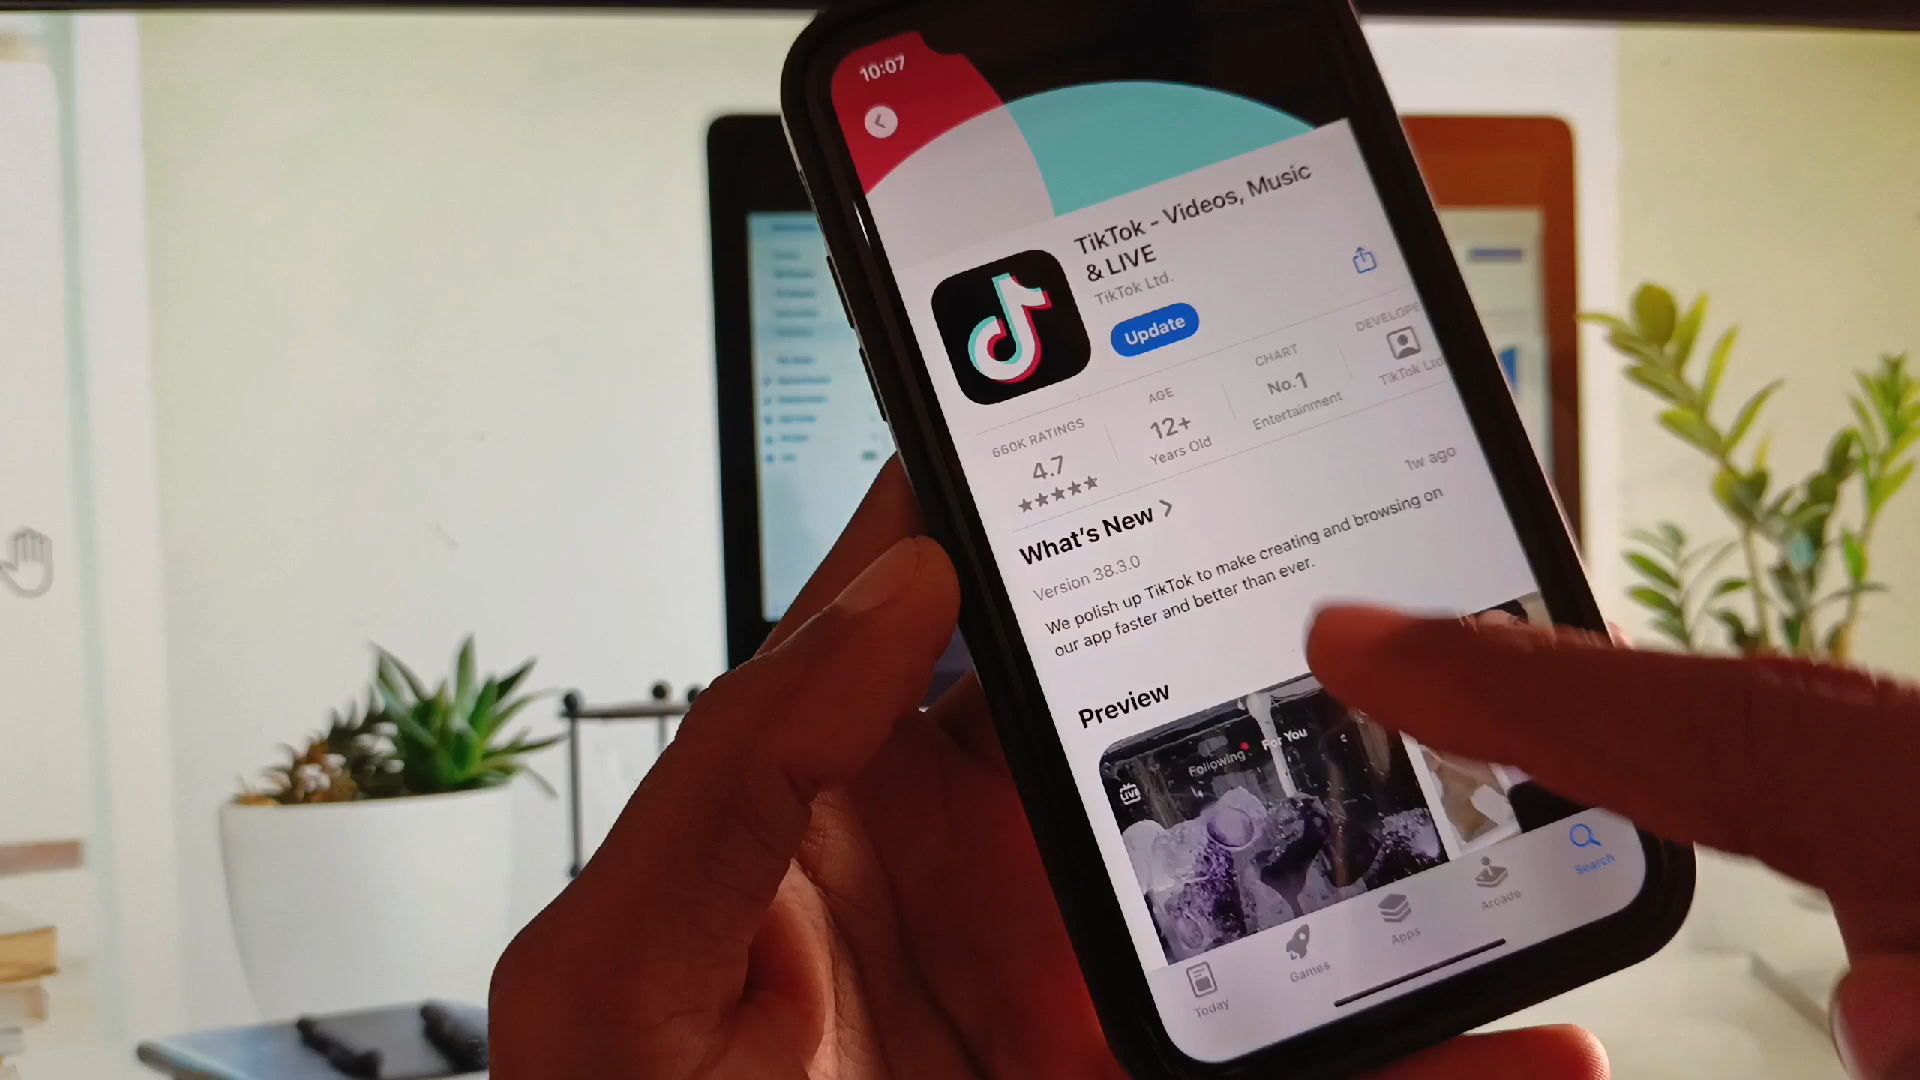 10:07
TikTok - Videos, Music
& LIVE
TikTok Ltd.
Update
660K RATINGS
4.7
★★★★★
AGE
12+
Years Old
CHART
No.1
Entertainment
DEVELOPE
TikTok Ltd
What's New
1w ago
Version 38.3.0
We polish up TikTok to make creating and browsing on
our app faster and better than ever.
Preview
LIVE
Following
For You
Today
Games
Apps
Arcade
Search